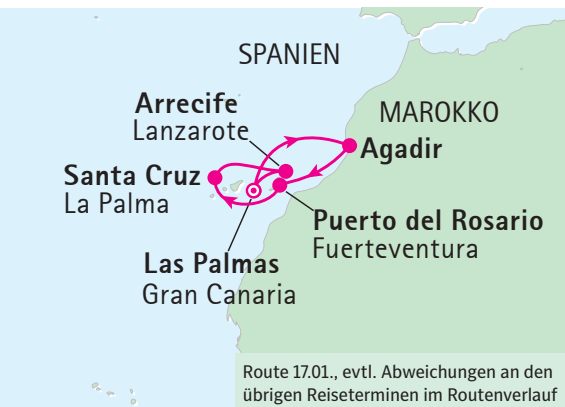 SPANIEN
Arrecife
Lanzarote
MAROKKO
Agadir
Santa Cruz
La Palma
Puerto del Rosario
Fuerteventura
Las Palmas
Gran Canaria
Route 17.01., evtl. Abweichungen an den
übrigen Reiseterminen im Routenverlauf